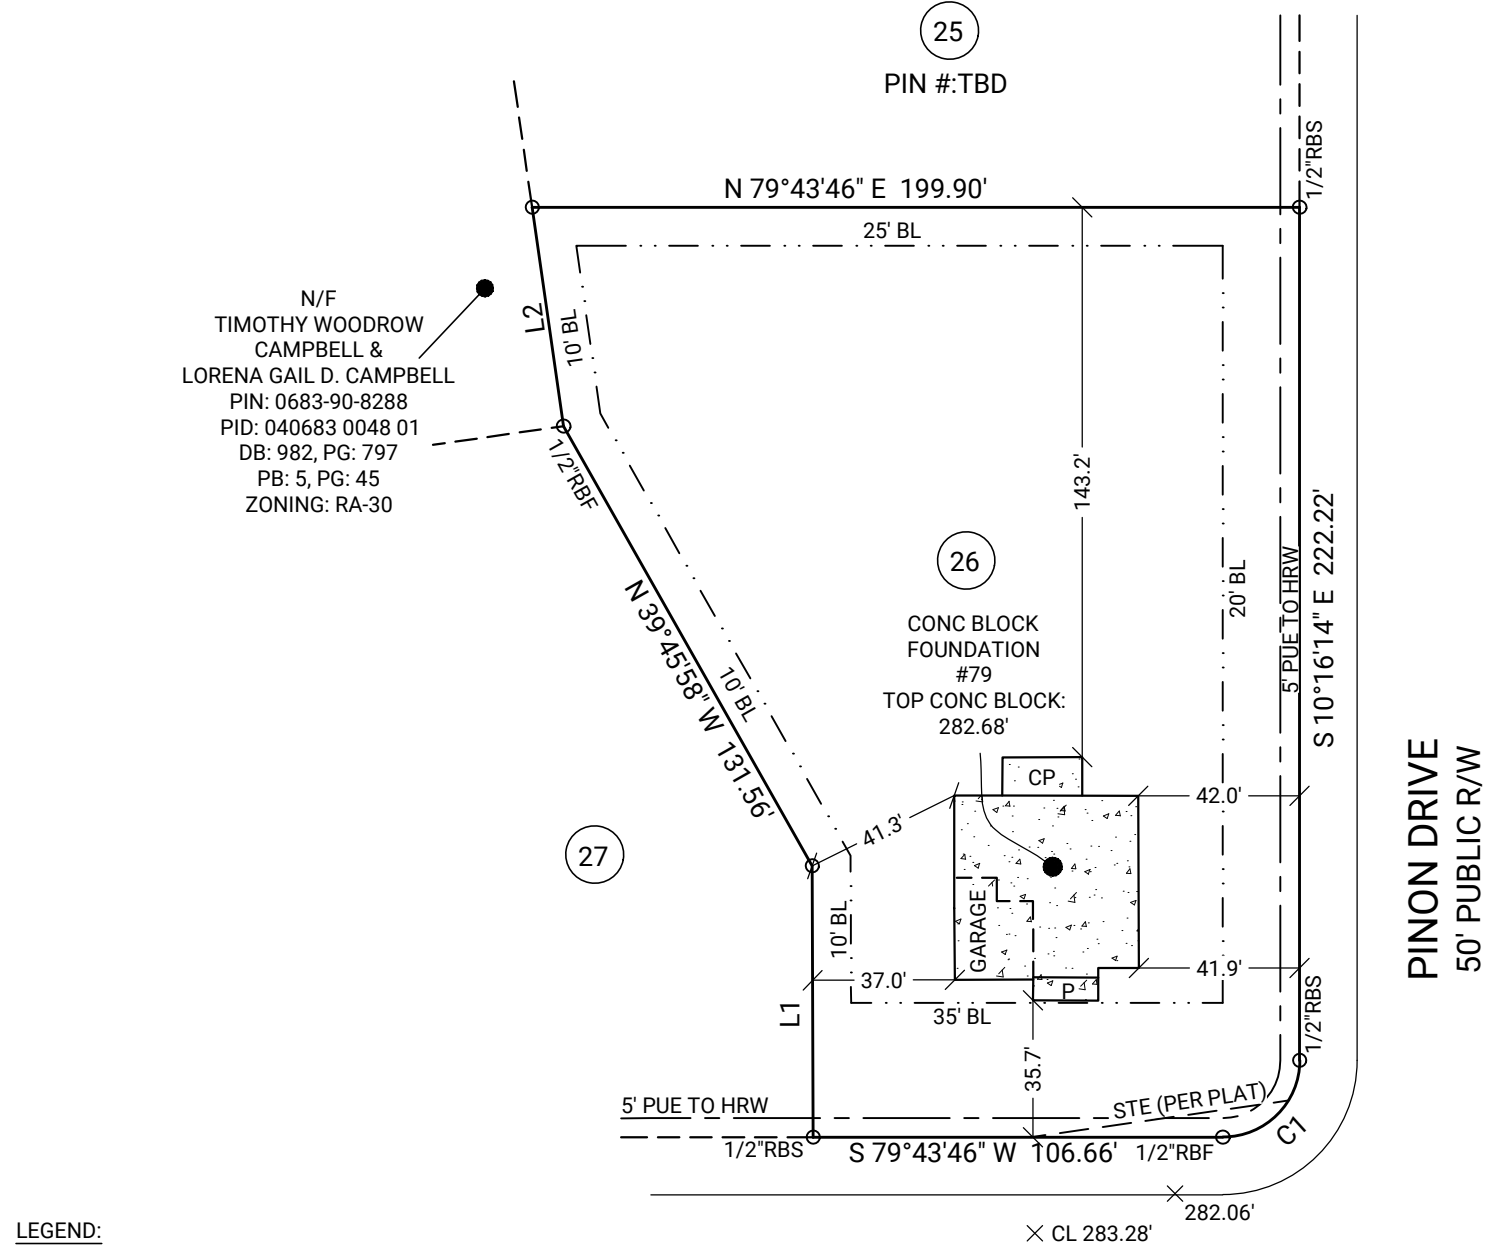 25
PIN #:TBD
1/2"RBS
N 79°43'46" E  199.90'
25' BL
L2
10' BL
N/F
TIMOTHY WOODROW
CAMPBELL &
LORENA GAIL D. CAMPBELL
PIN: 0683-90-8288
PID: 040683 0048 01
DB: 982, PG: 797
PB: 5, PG: 45
ZONING: RA-30
1/2"RBF
143.2'
26
CONC BLOCK
FOUNDATION
#79
TOP CONC BLOCK:
282.68'
20' BL
5' PUE TO HRW
S 10°16'14" E  222.22'
N 39°45'58" W  131.56'
10' BL
PINON DRIVE
50' PUBLIC R/W
CP
42.0'
41.3'
27
10' BL
GARAGE
37.0'
41.9'
P
L1
35' BL
35.7'
1/2"RBS
5' PUE TO HRW
STE (PER PLAT)
C1
1/2"RBS
S 79°43'46" W  106.66'
1/2"RBF
282.06'
CL 283.28'
LEGEND: